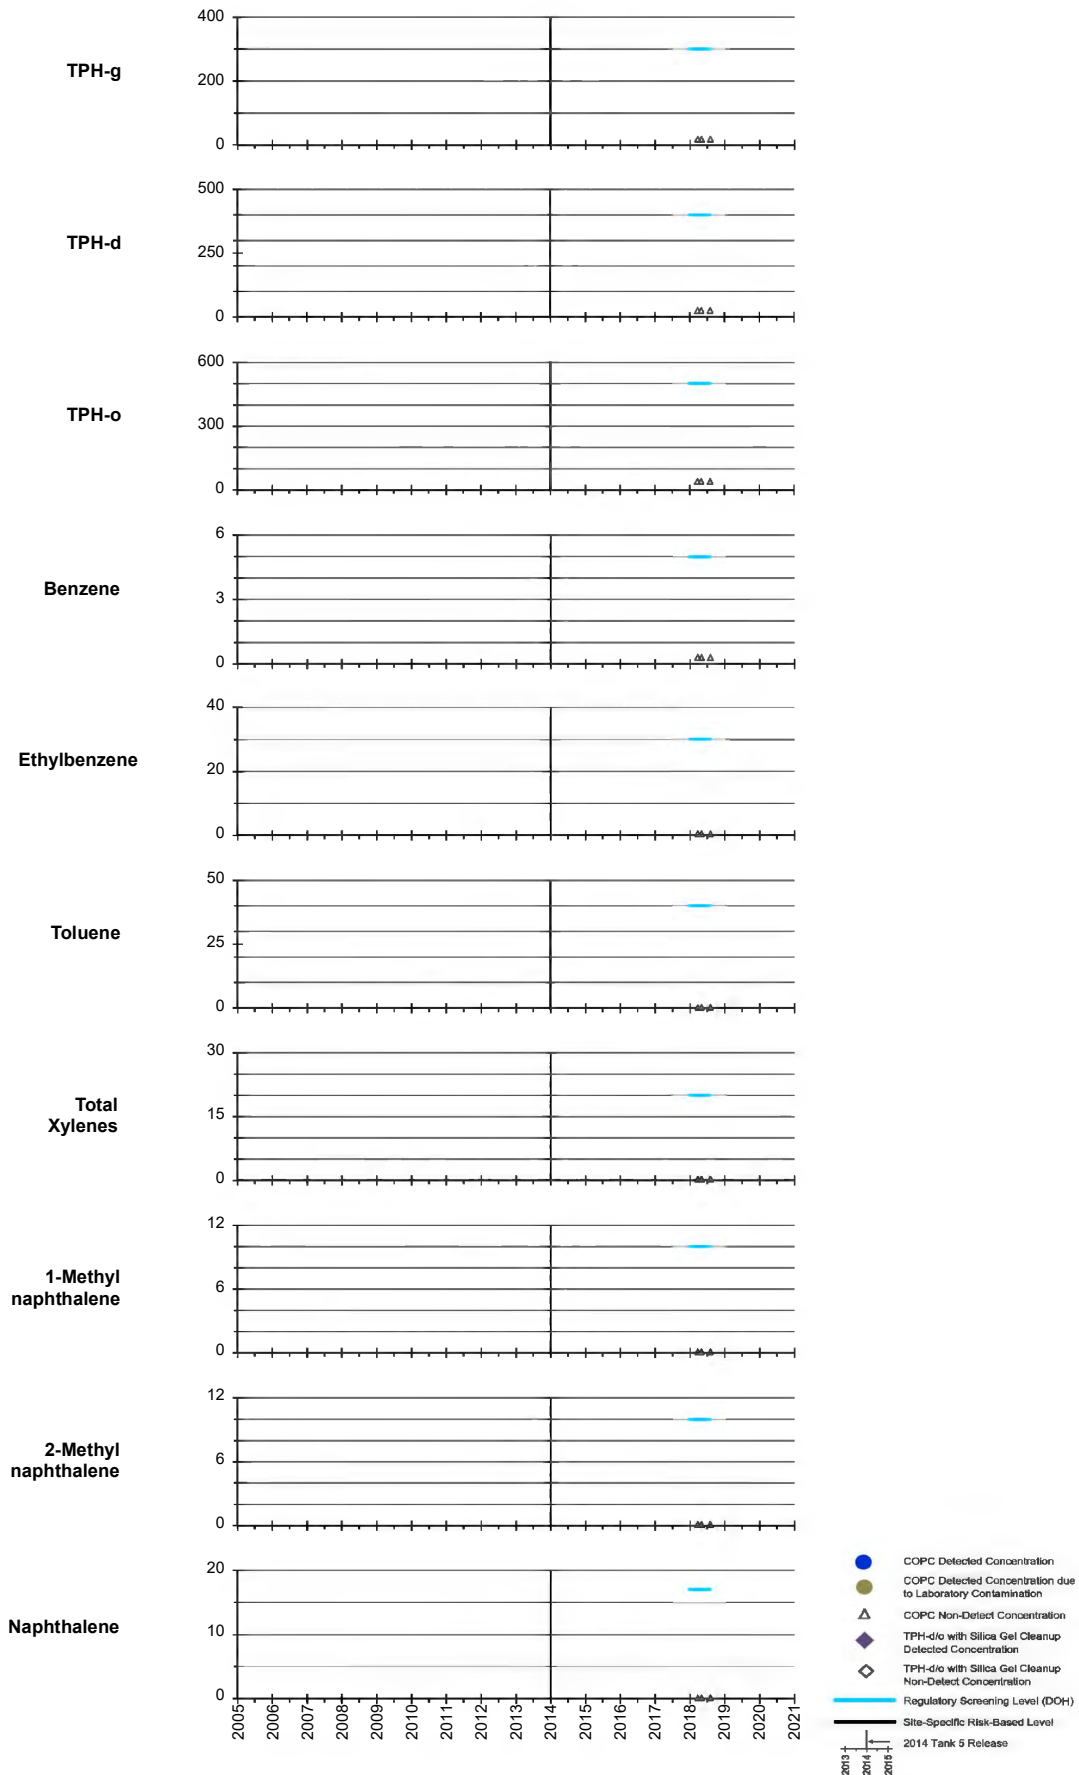 400
TPH-g
200
0
500
TPH-d
250
0
600
TPH-o
300
0
6
Benzene
3
0
40
Ethylbenzene
20
0
50
Toluene
25
0
30
Total
Xylenes
15
0
12
1-Methyl
naphthalene
6
0
12
2-Methyl
naphthalene
6
0
20
Naphthalene
10
0
2005 2006 2007 2008 2009 2010 2011 2012 2013 2014 2015 2016 2017 2018 2019 2020 2021
COPC Detected Concentration
COPC Detected Concentration due
to Laboratory Contamination
COPC Non-Detect Concentration
TPH-d/o with Silica Gel Cleanup
Detected Concentration
TPH-d/o with Silica Gel Cleanup
Non-Detect Concentration
Regulatory Screening Level (DOH)
Site-Specific Risk-Based Level
2014 Tank 5 Release
2013 2014 2015